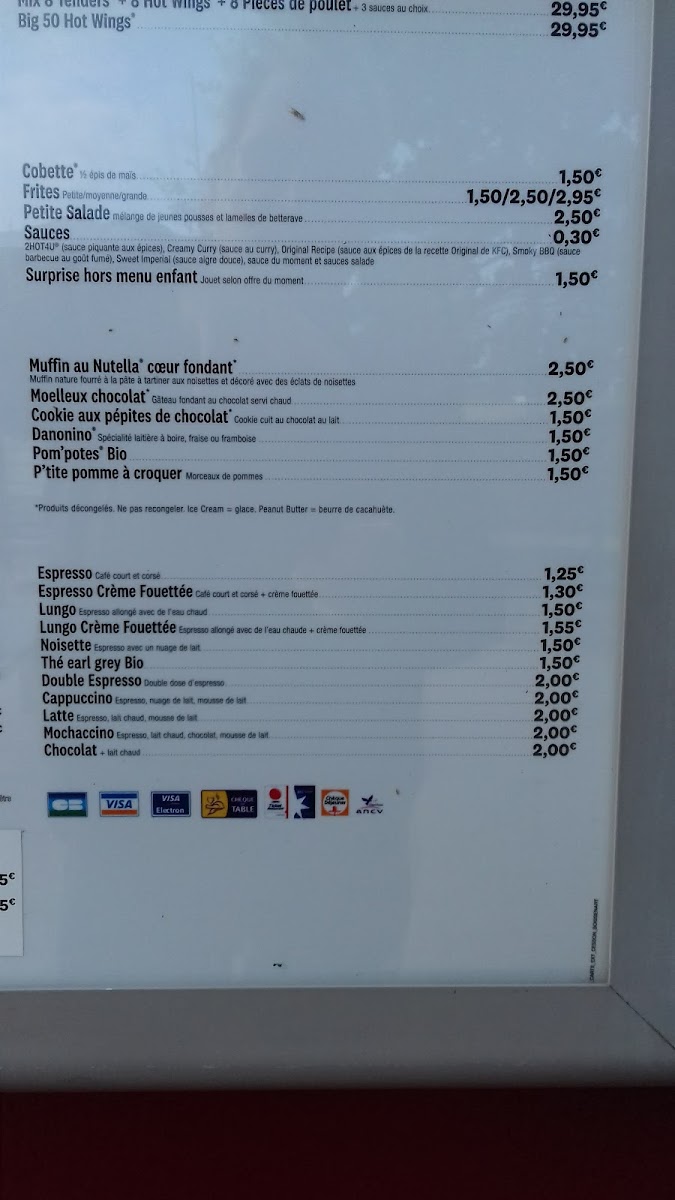 Mix 8 Tenders + 8 Hot Wings + 8 Pièces de poulet + 3 sauces au choix 29,95€
Big 50 Hot Wings* 29,95€
Cobette* ½ épis de maïs 1,50€
Frites Petite/moyenne/grande 1,50/2,50/2,95€
Petite Salade mélange de jeunes pousses et lamelles de betterave 2,50€
Sauces 0,30€
2HOT4U® (sauce piquante aux épices), Creamy Curry (sauce au curry), Original Recipe (sauce aux épices de la recette Original de KFC), Smoky BBQ (sauce
barbecue au goût fumé), Sweet Imperial (sauce aigre douce), sauce du moment et sauces salade
Surprise hors menu enfant Jouet selon offre du moment 1,50€
Muffin au Nutella* cœur fondant* 2,50€
Muffin nature fourré à la pâte à tartiner aux noisettes et décoré avec des éclats de noisettes
Moelleux chocolat* Gâteau fondant au chocolat servi chaud 2,50€
Cookie aux pépites de chocolat* Cookie cuit au chocolat au lait 1,50€
Danonino* Spécialité laitière à boire, fraise ou framboise 1,50€
Pom'potes* Bio 1,50€
P'tite pomme à croquer Morceaux de pommes 1,50€
*Produits décongelés. Ne pas recongeler. Ice Cream = glace. Peanut Butter = beurre de cacahuète.
Espresso Café court et corsé 1,25€
Espresso Crème Fouettée Café court et corsé + crème fouettée 1,30€
Lungo Espresso allongé avec de l'eau chaud 1,50€
Lungo Crème Fouettée Espresso allongé avec de l'eau chaude + crème fouettée 1,55€
Noisette Espresso avec un nuage de lait 1,50€
Thé earl grey Bio 1,50€
Double Espresso Double dose d'espresso 2,00€
Cappuccino Espresso, nuage de lait, mousse de lait 2,00€
Latte Espresso, lait chaud, mousse de lait 2,00€
Mochaccino Espresso, lait chaud, chocolat, mousse de lait 2,00€
Chocolat + lait chaud 2,00€
être
CB VISA VISA Electron CHEQUE TABLE Chèque Déjeuner ANCV
5€
5€